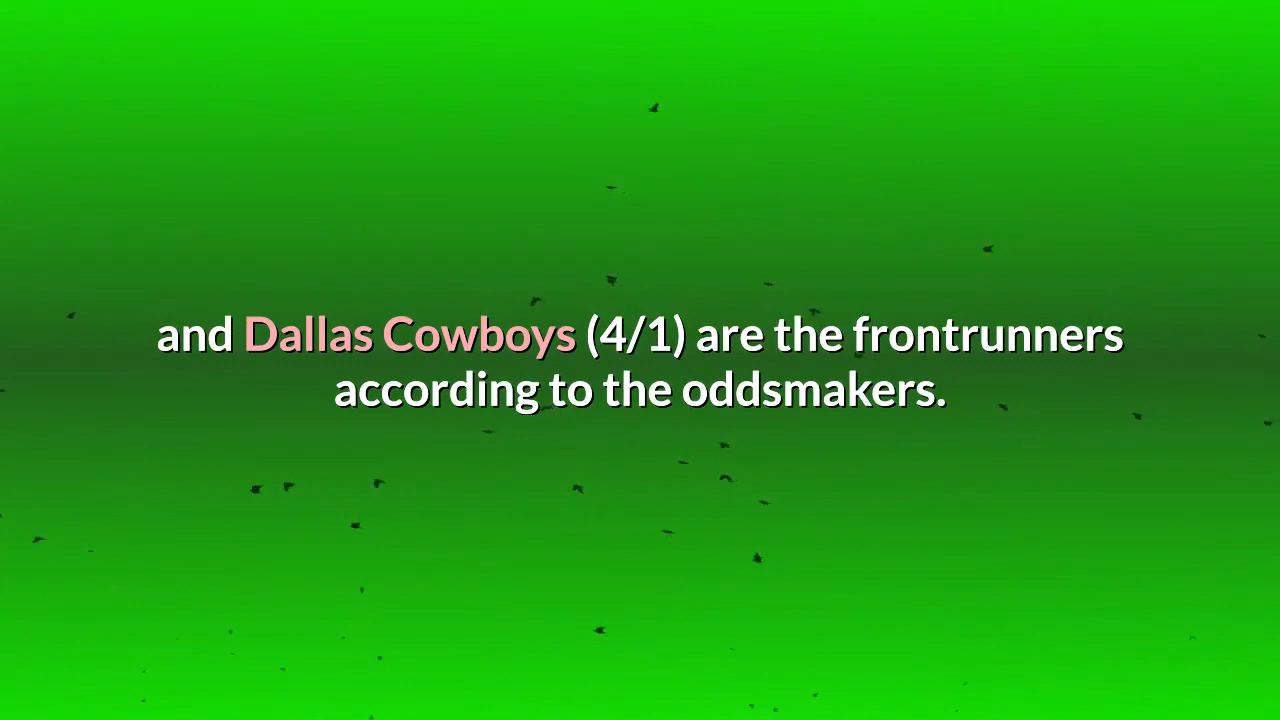 and Dallas Cowboys (4/1) are the frontrunners
according to the oddsmakers.